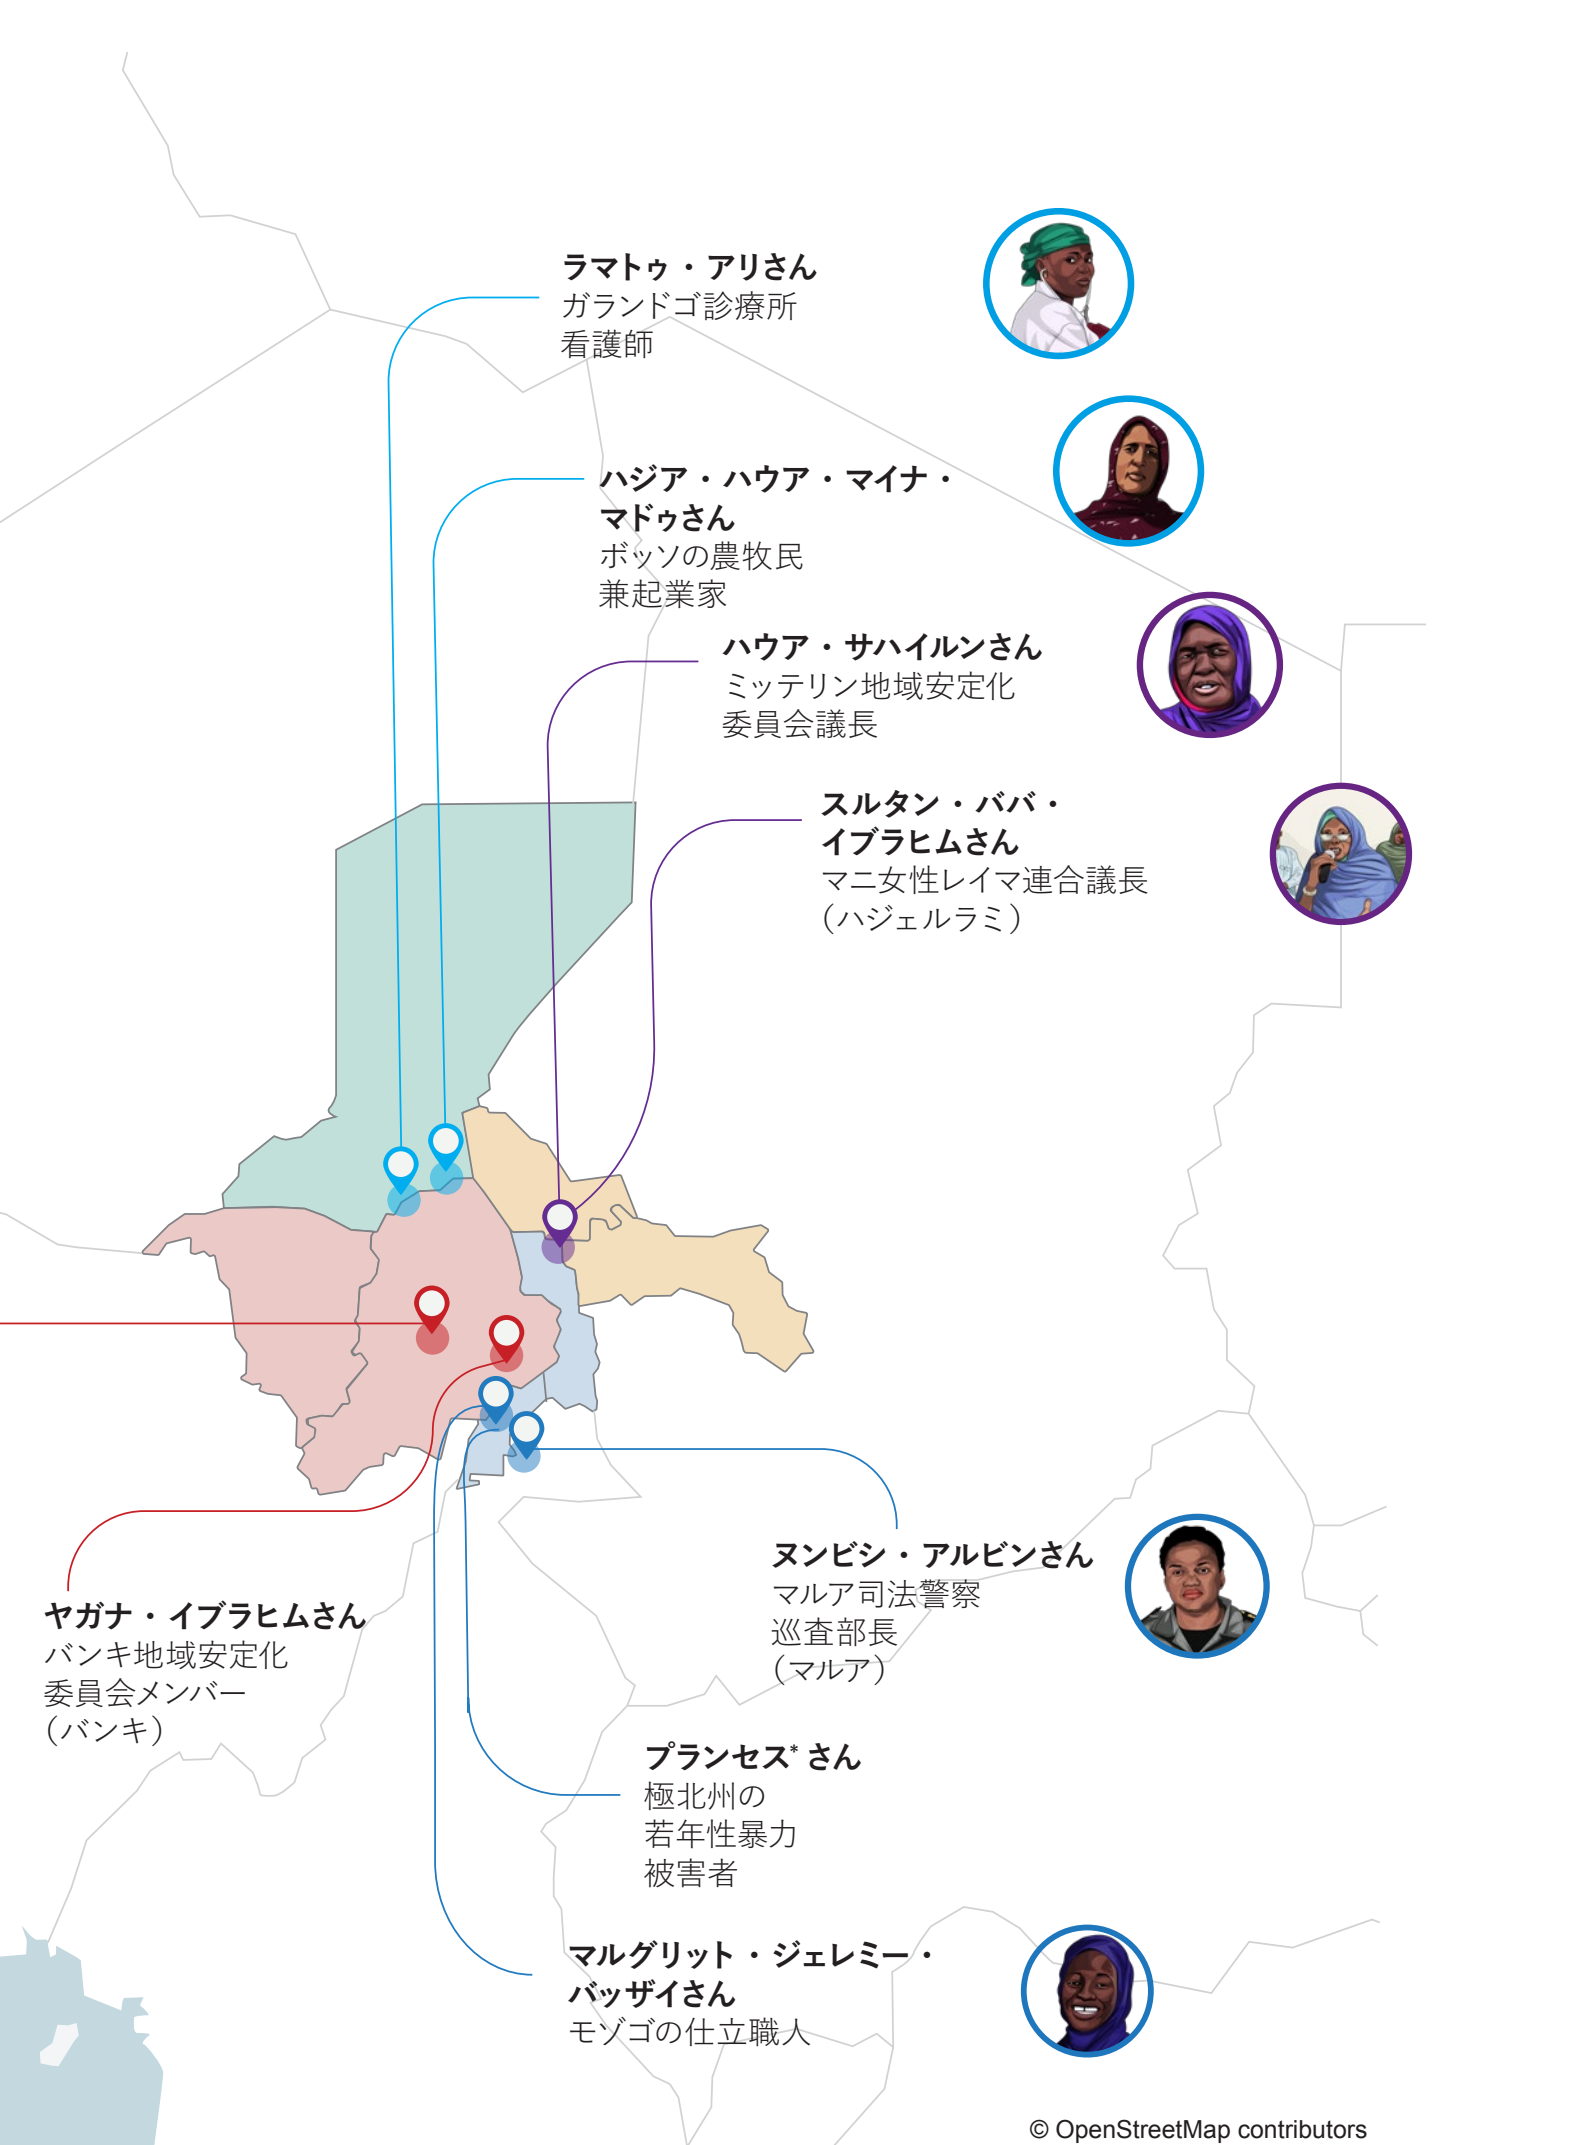 ラマトゥ・アリさん
ガランドゴ診療所
看護師
ハジア・ハウア・マイナ・
マドゥさん
ボッソの農牧民
兼起業家
ハウア・サハイルンさん
ミッテリン地域安定化
委員会議長
スルタン・ババ・
イブラヒムさん
マニ女性レイマ連合議長
（ハジェルラミ）
ヌンビシ・アルビンさん
マルア司法警察
巡査部長
（マルア）
ヤガナ・イブラヒムさん
バンキ地域安定化
委員会メンバー
（バンキ）
プランセス* さん
極北州の
若年性暴力
被害者
マルグリット・ジェレミー・
バッザイさん
モゾゴの仕立職人
© OpenStreetMap contributors